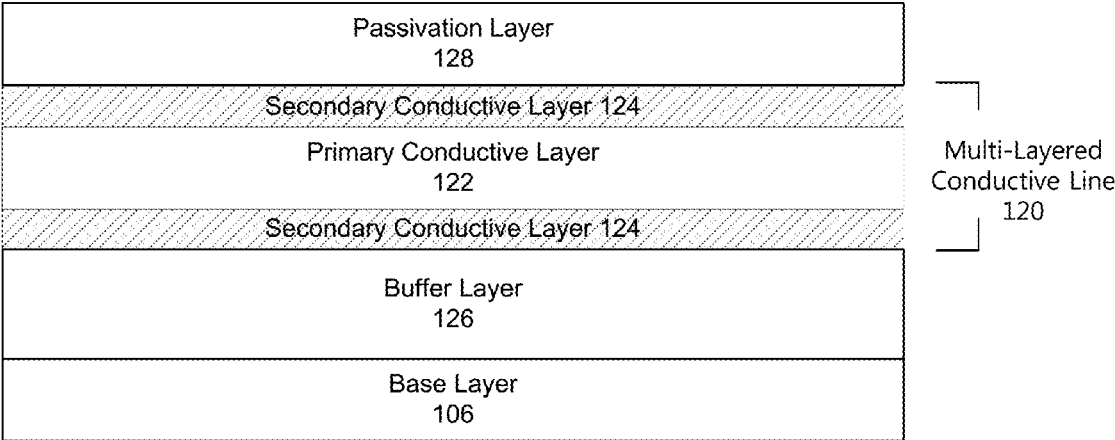 Passivation Layer
128
Secondary Conductive Layer 124
Primary Conductive Layer
122
Secondary Conductive Layer 124
Multi-Layered
Conductive Line
120
Buffer Layer
126
Base Layer
106